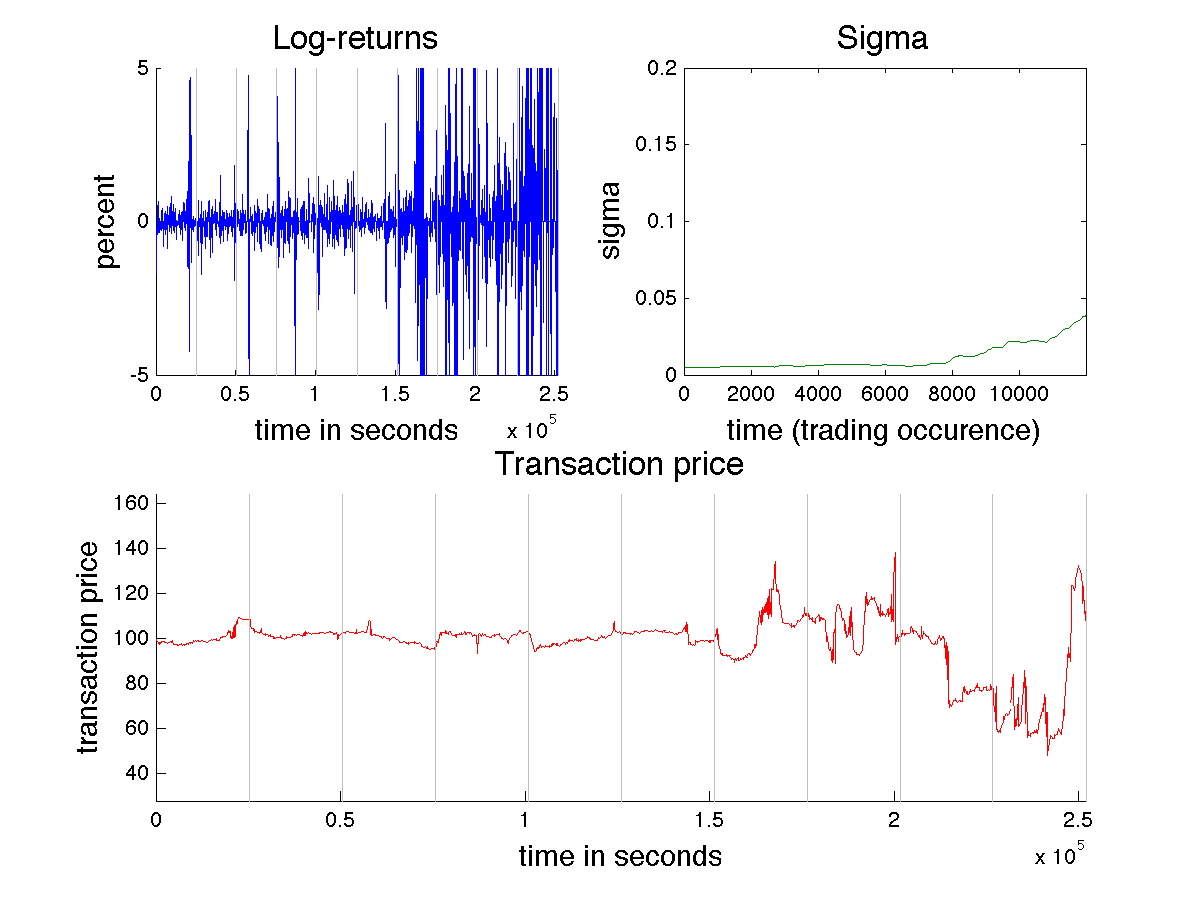 Log-returns
5
0
-5
percent
0 0.5 1 1.5 2 2.5
x 10^5
time in seconds
Sigma
0.2
0.15
0.1
0.05
0
sigma
0 2000 4000 6000 8000 10000
time (trading occurence)
Transaction price
160
140
120
100
80
60
40
transaction price
0 0.5 1 1.5 2 2.5
x 10^5
time in seconds